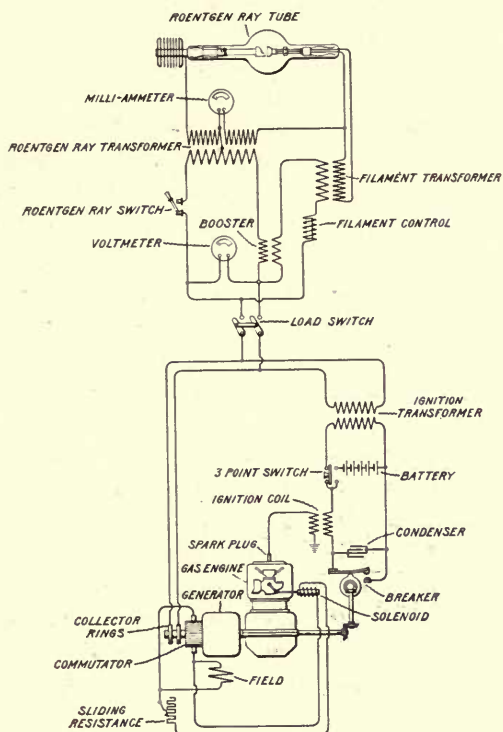 ROENTGEN RAY TUBE
MILLI-AMMETER
ROENTGEN RAY TRANSFORMER
FILAMENT TRANSFORMER
ROENTGEN RAY SWITCH
BOOSTER
FILAMENT CONTROL
VOLTMETER
LOAD SWITCH
IGNITION
TRANSFORMER
3 POINT SWITCH
BATTERY
IGNITION COIL
CONDENSER
SPARK PLUG
GAS ENGINE
BREAKER
GENERATOR
SOLENOID
COLLECTOR
RINGS
COMMUTATOR
FIELD
SLIDING
RESISTANCE